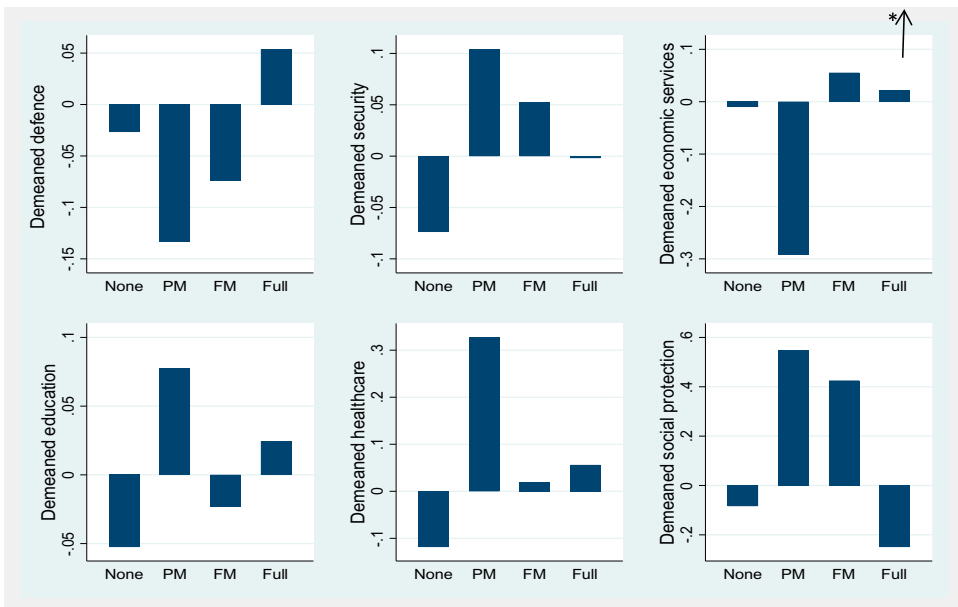 *
Demeaned defence
.05
0
-.05
-.1
-.15
None PM FM Full
Demeaned security
.1
.05
0
-.05
-.1
None PM FM Full
Demeaned economic services
.1
0
-.1
-.2
-.3
None PM FM Full
Demeaned education
.1
.05
0
-.05
None PM FM Full
Demeaned healthcare
.3
.2
.1
0
-.1
None PM FM Full
Demeaned social protection
.6
.4
.2
0
.2
None PM FM Full